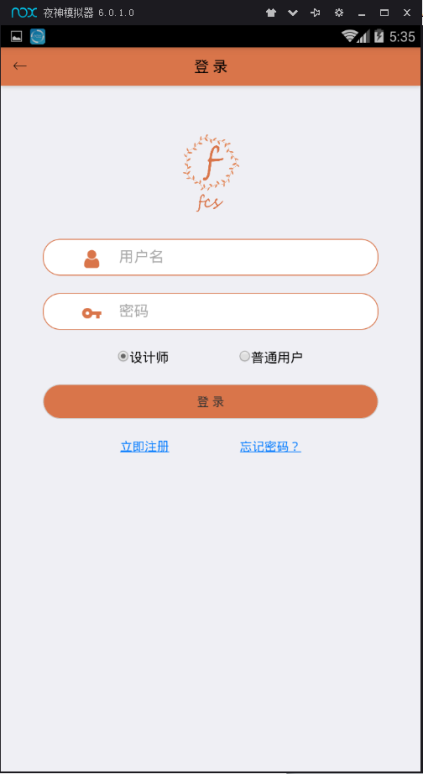 nox 夜神模拟器 6.0.1.0
5:35
登录
f
fcs
用户名
密码
设计师 普通用户
登录
立即注册 忘记密码？